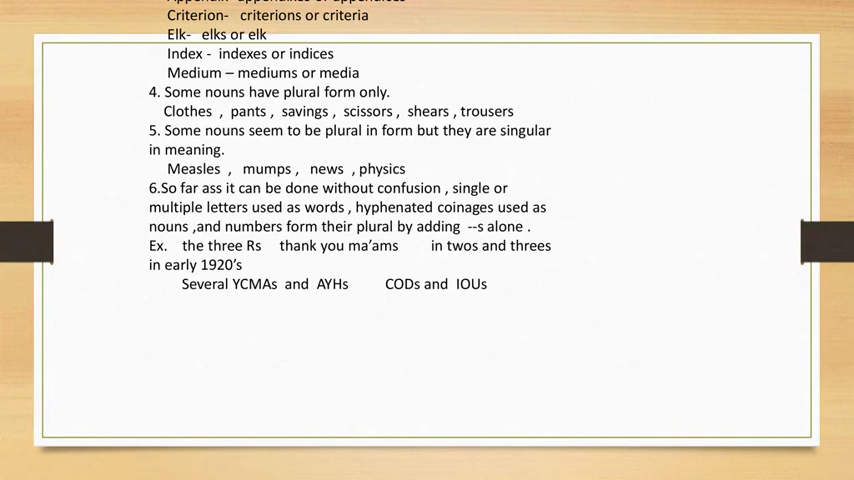 Criterion- criterions or criteria
Elk- elks or elk
Index - indexes or indices
Medium – mediums or media
4. Some nouns have plural form only.
Clothes , pants , savings , scissors , shears , trousers
5. Some nouns seem to be plural in form but they are singular
in meaning.
Measles , mumps , news , physics
6.So far ass it can be done without confusion , single or
multiple letters used as words , hyphenated coinages used as
nouns ,and numbers form their plural by adding --s alone .
Ex. the three Rs thank you ma’ams in twos and threes
in early 1920’s
Several YCMAs and AYHs CODs and IOUs